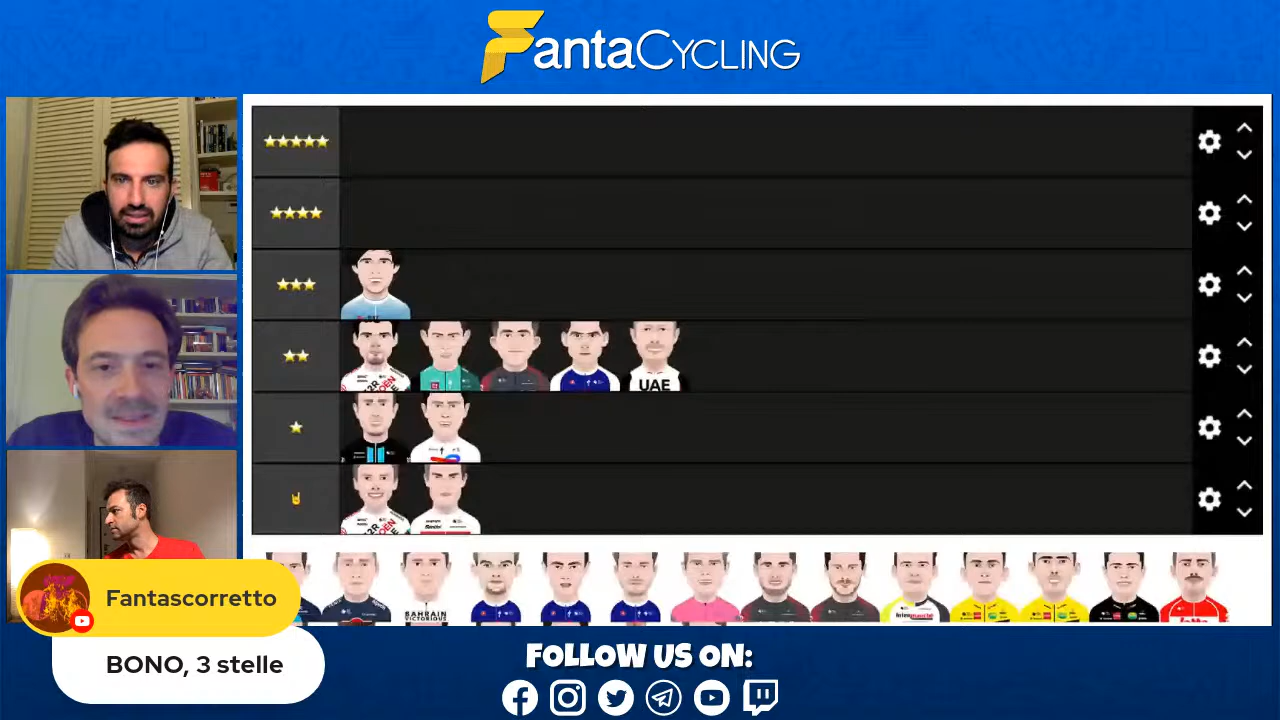 FantaCYCLING
UAE
BAHRAIN
VICTORIOUS
Fantascorretto
BONO, 3 stelle
FOLLOW US ON: